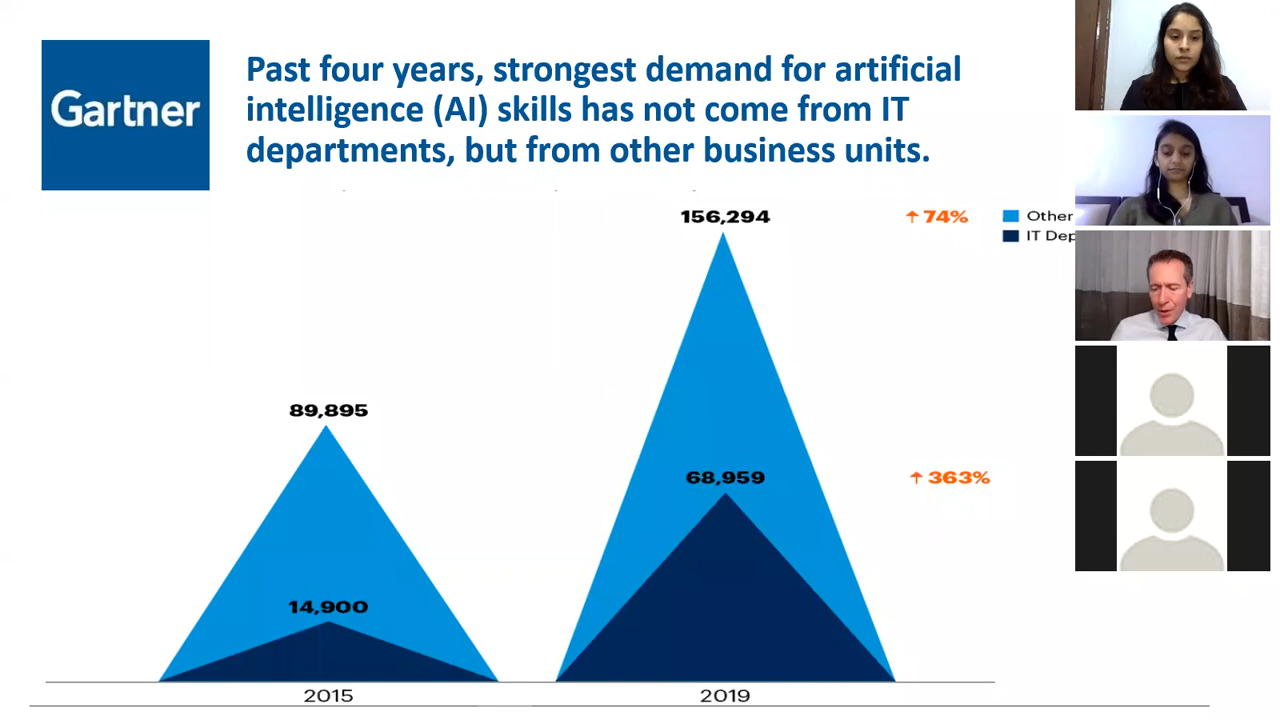 Gartner
Past four years, strongest demand for artificial
intelligence (AI) skills has not come from IT
departments, but from other business units.
156,294
↑ 74%
Other
IT Dep
89,895
68,959
↑ 363%
14,900
2015
2019